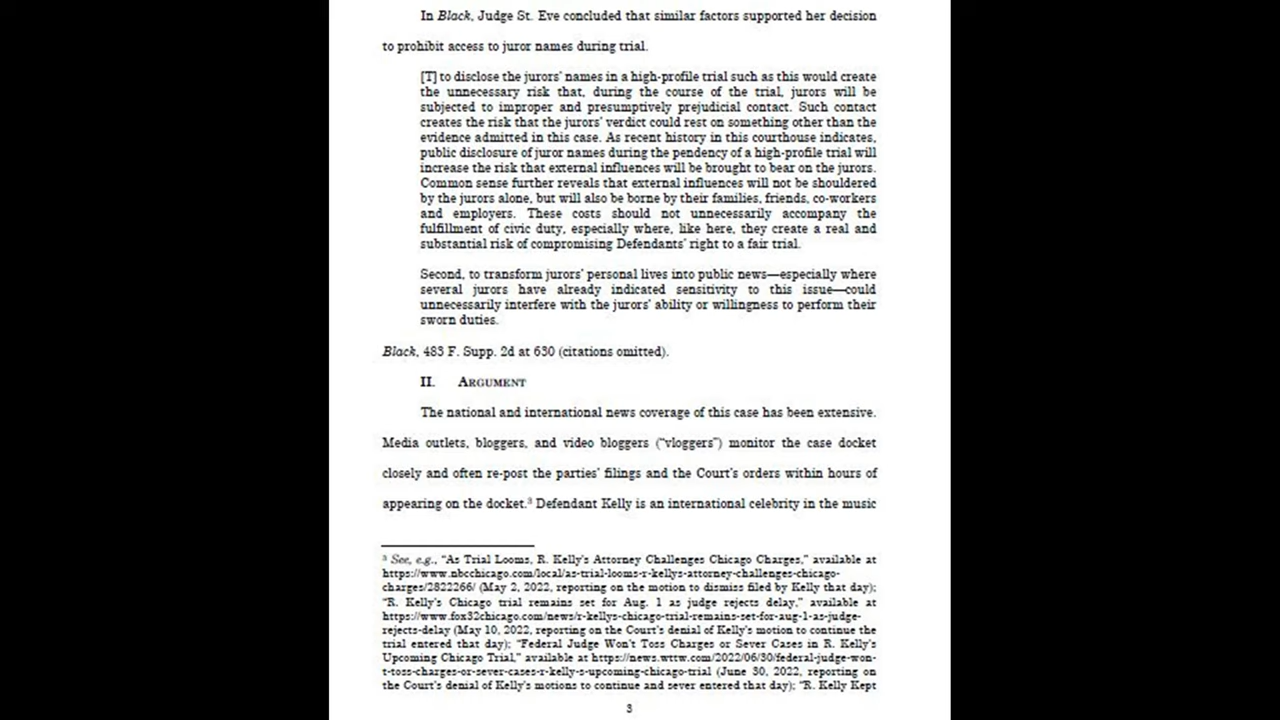 In Black, Judge St. Eve concluded that similar factors supported her decision
to prohibit access to juror names during trial.
[T] to disclose the jurors' names in a high-profile trial such as this would create
the unnecessary risk that, during the course of the trial, jurors will be
subjected to improper and presumptively prejudicial contact. Such contact
creates the risk that the jurors' verdict could rest on something other than the
evidence admitted in this case. As recent history in this courthouse indicates,
public disclosure of juror names during the pendency of a high-profile trial will
increase the risk that external influences will be brought to bear on the jurors.
Common sense further reveals that external influences will not be shouldered
by the jurors alone, but will also be borne by their families, friends, co-workers
and employers. These costs should not unnecessarily accompany the
fulfillment of civic duty, especially where, like here, they create a real and
substantial risk of compromising Defendants' right to a fair trial.
Second, to transform jurors' personal lives into public news—especially where
several jurors have already indicated sensitivity to this issue—could
unnecessarily interfere with the jurors' ability or willingness to perform their
sworn duties.
Black, 483 F. Supp. 2d at 630 (citations omitted).
II. ARGUMENT
The national and international news coverage of this case has been extensive.
Media outlets, bloggers, and video bloggers ("vloggers") monitor the case docket
closely and often re-post the parties' filings and the Court's orders within hours of
appearing on the docket.³ Defendant Kelly is an international celebrity in the music
³ See, e.g., "As Trial Looms, R. Kelly's Attorney Challenges Chicago Charges," available at
https://www.nbcchicago.com/local/as-trial-looms-r-kellys-attorney-challenges-chicago-
charges/2822266/ (May 2, 2022, reporting on the motion to dismiss filed by Kelly that day);
"R. Kelly's Chicago trial remains set for Aug. 1 as judge rejects delay," available at
https://www.fox32chicago.com/news/r-kellys-chicago-trial-remains-set-for-aug-1-as-judge-
rejects-delay (May 10, 2022, reporting on the Court's denial of Kelly's motion to continue the
trial entered that day); "Federal Judge Won't Toss Charges or Sever Cases in R. Kelly's
Upcoming Chicago Trial," available at https://news.wttw.com/2022/06/30/federal-judge-won-
t-toss-charges-or-sever-cases-r-kelly-s-upcoming-chicago-trial (June 30, 2022, reporting on
the Court's denial of Kelly's motions to continue and sever entered that day); "R. Kelly Kept
3